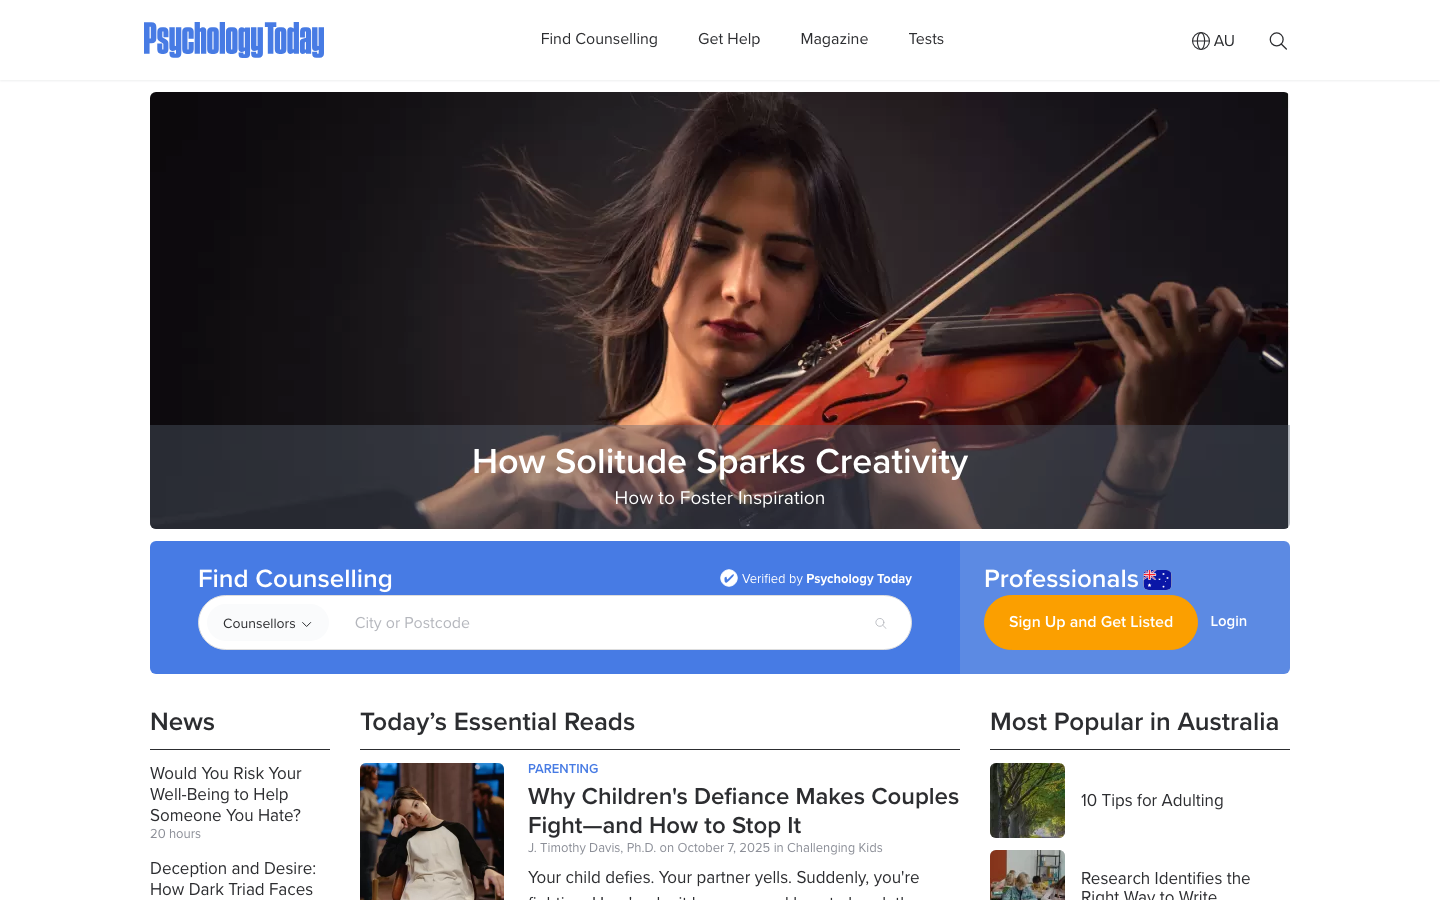 Psychology Today
Find Counselling
Get Help
Magazine
Tests
AU
How Solitude Sparks Creativity
How to Foster Inspiration
Find Counselling
Verified by Psychology Today
Counsellors
City or Postcode
Professionals
Sign Up and Get Listed
Login
News
Would You Risk Your
Well-Being to Help
Someone You Hate?
20 hours
Deception and Desire:
How Dark Triad Faces
Today’s Essential Reads
PARENTING
Why Children's Defiance Makes Couples
Fight—and How to Stop It
J. Timothy Davis, Ph.D. on October 7, 2025 in Challenging Kids
Your child defies. Your partner yells. Suddenly, you're
Most Popular in Australia
10 Tips for Adulting
Research Identifies the
Right Way to Write